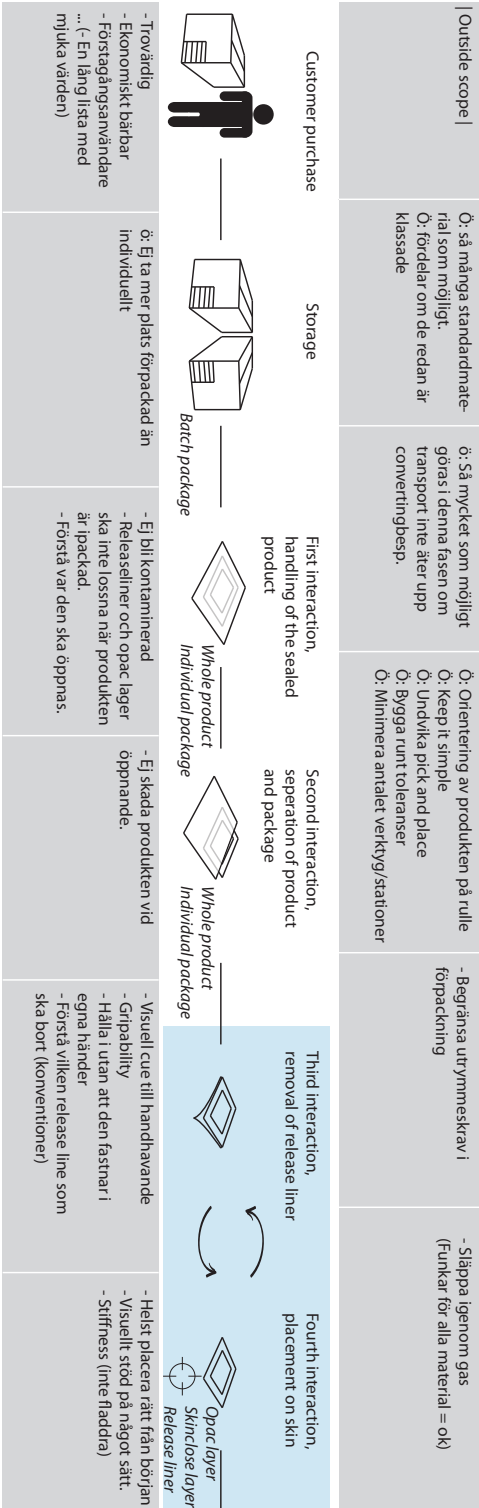 | Outside scope |
Ö: så många standardmate-
rial som möjligt.
Ö: fördelar om de redan är
klassade
ö: Så mycket som möjligt
göras i denna fasen om
transport inte äter upp
convertingbesp.
Ö: Orientering av produkten på rulle
Ö: Keep it simple
Ö: Undvika pick and place
Ö: Bygga runt toleranser
Ö: Minimera antalet verktyg/stationer
- Begränsa utrymmeskrav i
förpackning
- Släppa igenom gas
(Funkar för alla material = ok)
Customer purchase
Storage
Batch package
First interaction,
handling of the sealed
product
Whole product
Individual package
Second interaction,
seperation of product
and package
Whole product
Individual package
Third interaction,
removal of release liner
Fourth interaction,
placement on skin
Opac layer
Skinclose layer
Release liner
- Trovärdig
- Ekonomiskt bärbar
- Förstagångsanvändare
... (- En lång lista med
mjuka värden)
ö: Ej ta mer plats förpackad än
individuellt
- Ej bli kontaminerad
- Releaseliner och opac lager
ska inte lossna när produkten
är ipackad.
- Förstå var den ska öppnas.
- Ej skada produkten vid
öppnande.
- Visuell cue till handhavande
- Gripability
- Hålla i utan att den fastnar i
egna händer
- Förstå vilken release line som
ska bort (konventioner)
- Helst placera rätt från början
- Visuellt stöd på något sätt.
- Stiffness (inte fladdra)